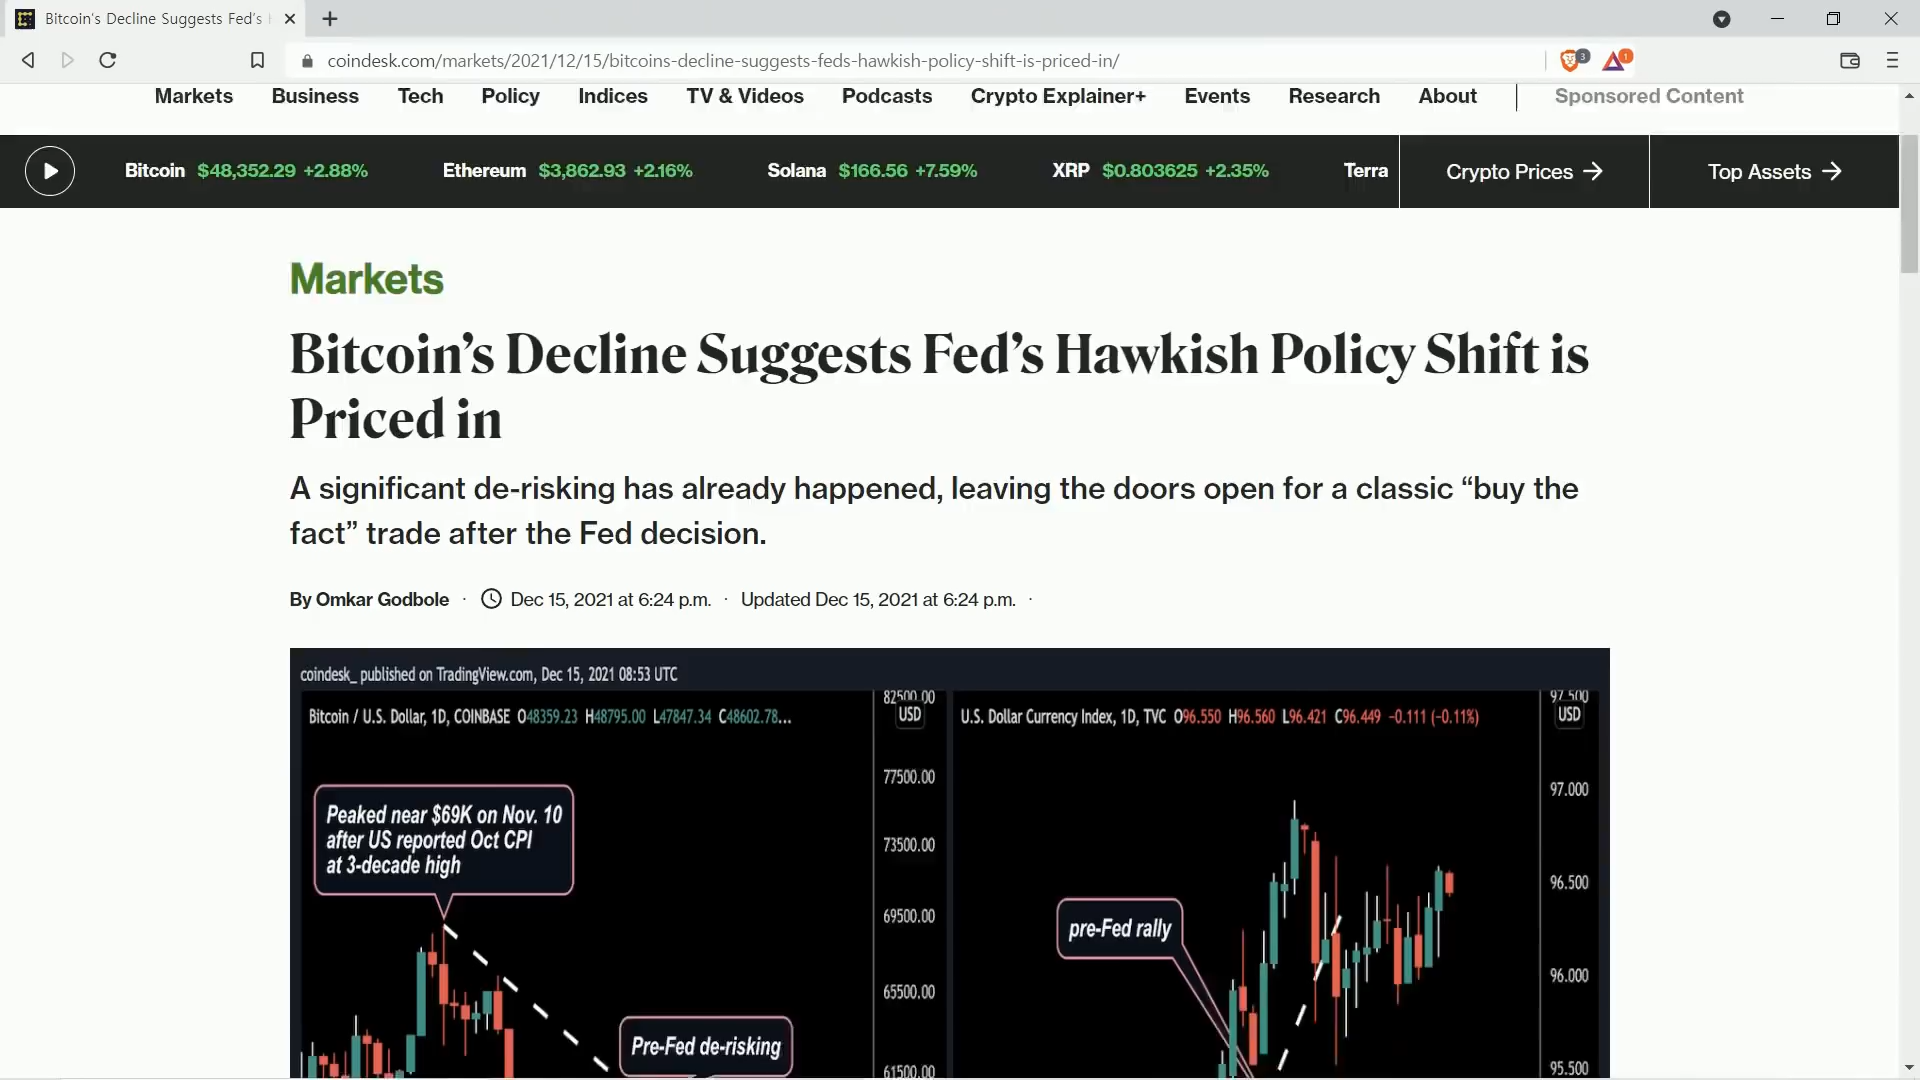 Bitcoin's Decline Suggests Fed's
coindesk.com/markets/2021/12/15/bitcoins-decline-suggests-feds-hawkish-policy-shift-is-priced-in/
3
1
Markets Business Tech Policy Indices TV & Videos Podcasts Crypto Explainer+ Events Research About Sponsored Content
Bitcoin $48,352.29 +2.88% Ethereum $3,862.93 +2.16% Solana $166.56 +7.59% XRP $0.803625 +2.35% Terra Crypto Prices → Top Assets →
Markets
Bitcoin’s Decline Suggests Fed’s Hawkish Policy Shift is
Priced in
A significant de-risking has already happened, leaving the doors open for a classic “buy the
fact” trade after the Fed decision.
By Omkar Godbole · Dec 15, 2021 at 6:24 p.m. · Updated Dec 15, 2021 at 6:24 p.m. ·
coindesk_ published on TradingView.com, Dec 15, 2021 08:53 UTC
Bitcoin / U.S. Dollar, 1D, COINBASE O48359.23 H48795.00 L47847.34 C48602.78...
82500.00
USD
77500.00
73500.00
69500.00
65500.00
61500.00
Peaked near $69K on Nov. 10
after US reported Oct CPI
at 3-decade high
Pre-Fed de-risking
U.S. Dollar Currency Index, 1D, TVC O96.550 H96.560 L96.421 C96.449 -0.111 (-0.11%)
97.500
USD
97.000
96.500
96.000
95.500
pre-Fed rally